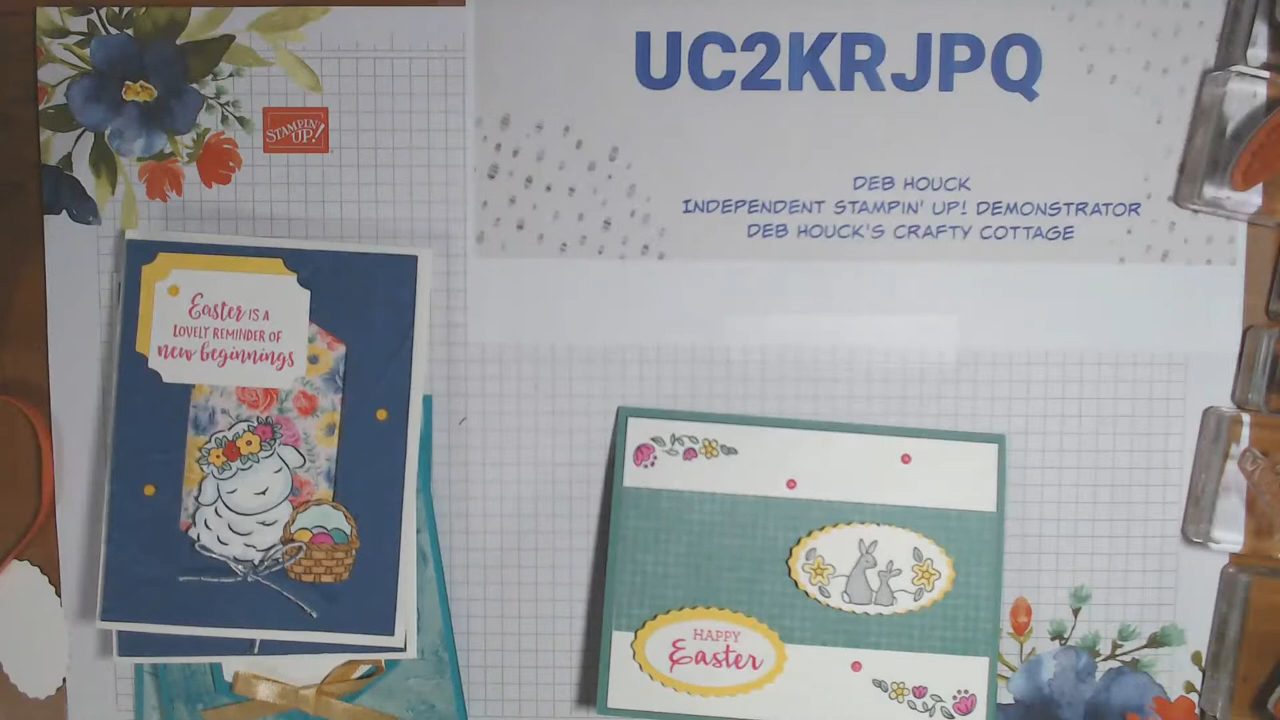 UC2KRJPQ
STAMPIN' UP!
DEB HOUCK
INDEPENDENT STAMPIN' UP! DEMONSTRATOR
DEB HOUCK'S CRAFTY COTTAGE
Easter IS A
LOVELY REMINDER OF
new beginnings
HAPPY
Easter